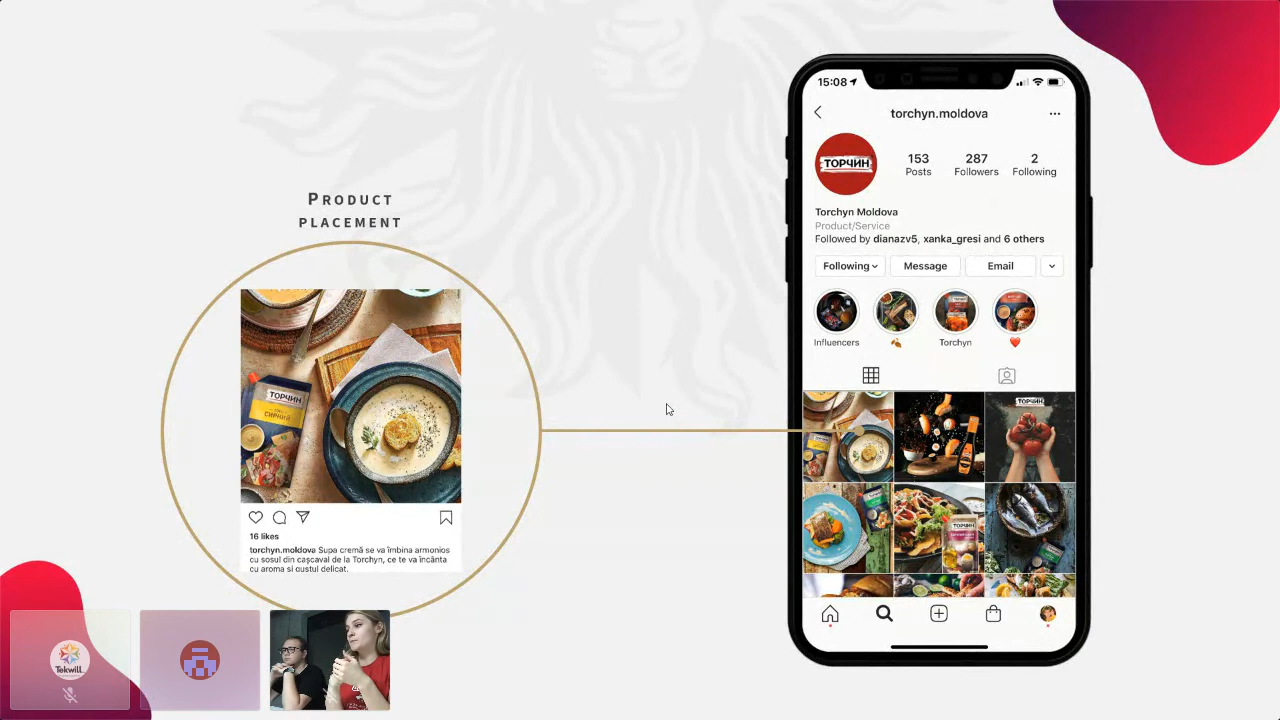 PRODUCT
PLACEMENT
16 likes
torchyn.moldova Supa cremă se va îmbina armonios
cu sosul din cașcaval de la Torchyn, ce te va încânta
cu aroma si gustul delicat.
15:08
torchyn.moldova
ТОРЧИН
153
Posts
287
Followers
2
Following
Torchyn Moldova
Product/Service
Followed by dianazv5, xanka_gresi and 6 others
Following
Message
Email
Influencers
Torchyn
ТОРЧИН
СИРНИЙ
ТОРЧИН
ТОРЧИН
Tekwill